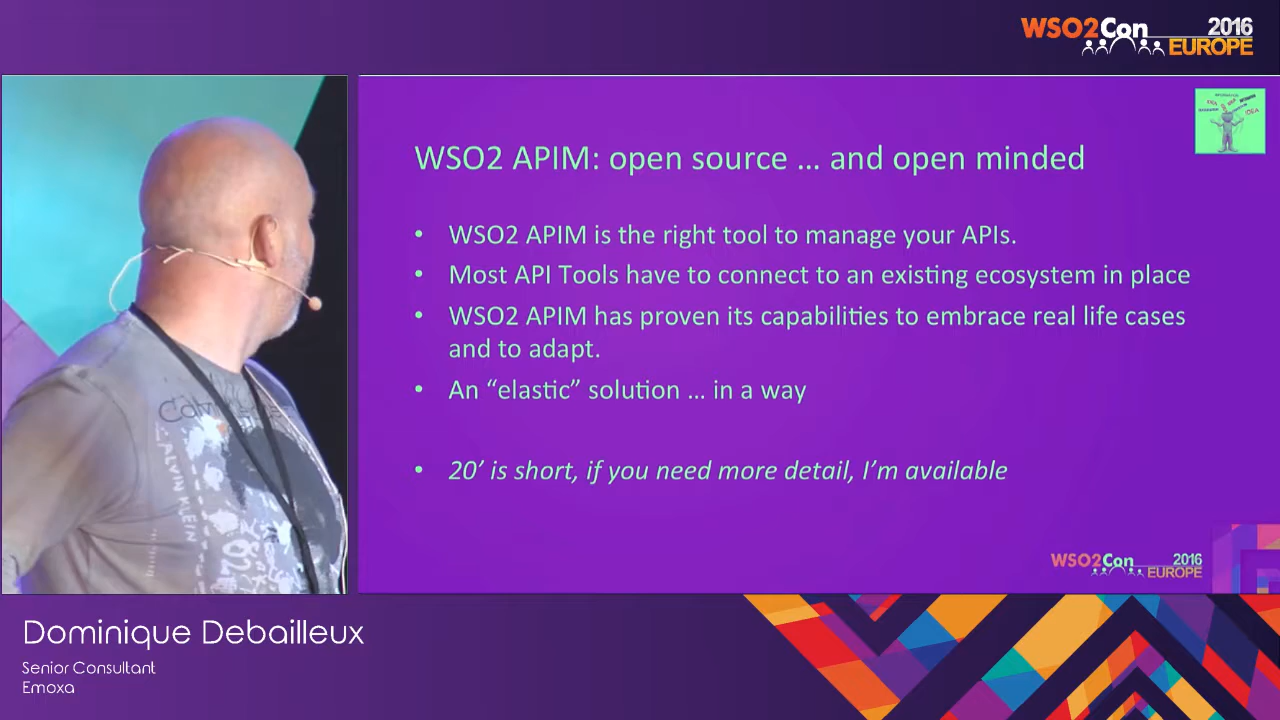 WSO2Con 2016
EUROPE
WSO2 APIM: open source ... and open minded
• WSO2 APIM is the right tool to manage your APIs.
• Most API Tools have to connect to an existing ecosystem in place
• WSO2 APIM has proven its capabilities to embrace real life cases
and to adapt.
• An “elastic” solution ... in a way
• 20’ is short, if you need more detail, I’m available
WSO2Con 2016
EUROPE
CALVIN KLEIN
Dominique Debailleux
Senior Consultant
Emoxa